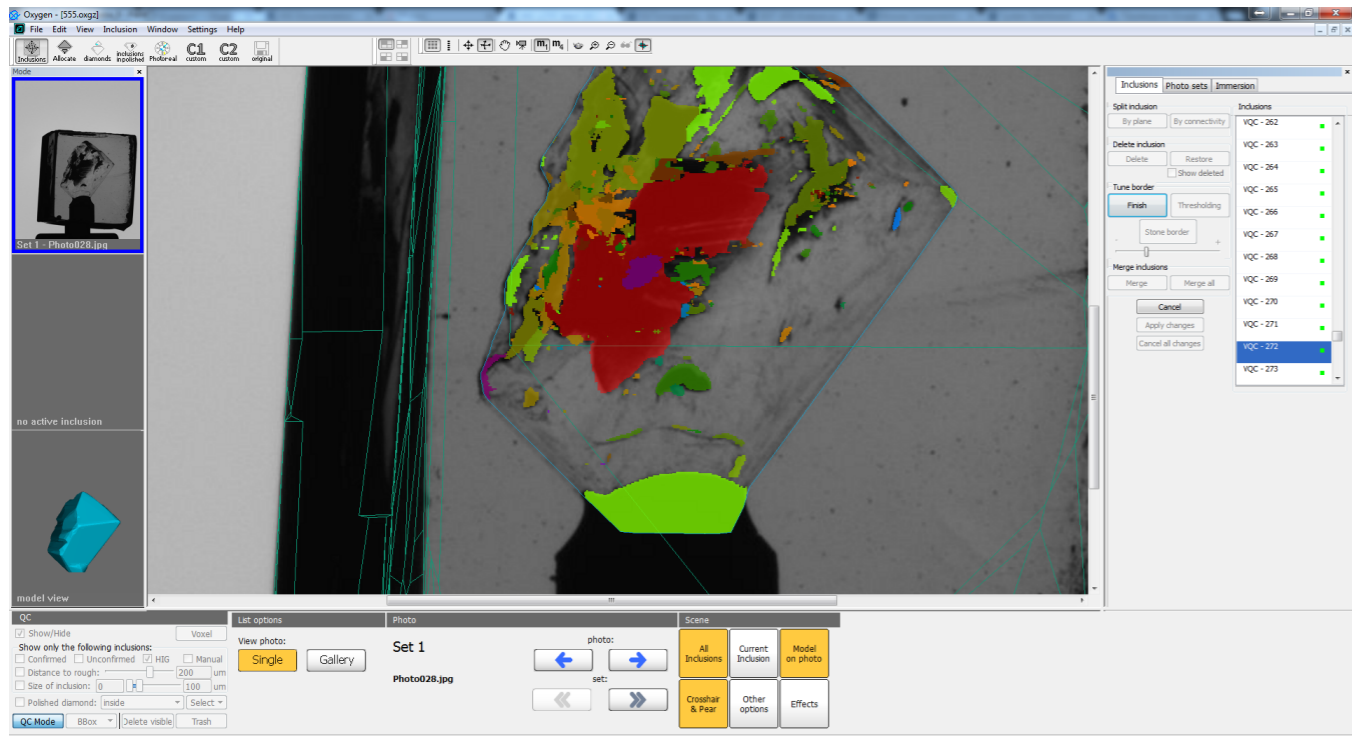 Oxygen - [555.oxgz]
File Edit View Inclusion Window Settings Help
Inclusions Allocate diamonds inclusions in polished Photoreal C1 custom C2 custom original
m
Mode x
Set 1 - Photo028.jpg
no active inclusion
model view
Inclusions Photo sets Immersion
Split inclusion
By plane By connectivity
Delete inclusion
Delete Restore
Show deleted
Tune border
Finish Thresholding
Stone border
- +
Merge inclusions
Merge Merge all
Cancel
Apply changes
Cancel all changes
Inclusions
VQC - 262
VQC - 263
VQC - 264
VQC - 265
VQC - 266
VQC - 267
VQC - 268
VQC - 269
VQC - 270
VQC - 271
VQC - 272
VQC - 273
QC
Show/Hide Voxel
Show only the following inclusions:
Confirmed Unconfirmed HIG Manual
Distance to rough: 200 um
Size of inclusion: 0 100 um
Polished diamond: inside Select
QC Mode BBox Delete visible Trash
List options
View photo:
Single Gallery
Photo
Set 1
Photo028.jpg
photo:
set:
Scene
All Inclusions
Current Inclusion
Model on photo
Crosshair & Pear
Other options
Effects